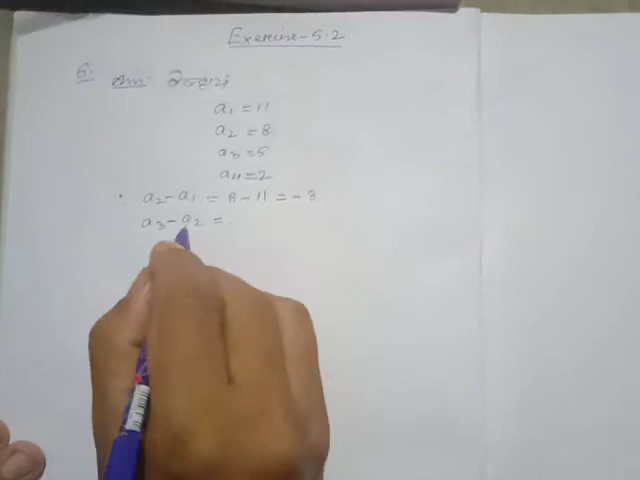 Exercise-5.2
6. Ans:
a₁ = 11
a₂ = 8
a₃ = 5
a₄ = 2
a₂ - a₁ = 8 - 11 = - 3
a₃ - a₂ =